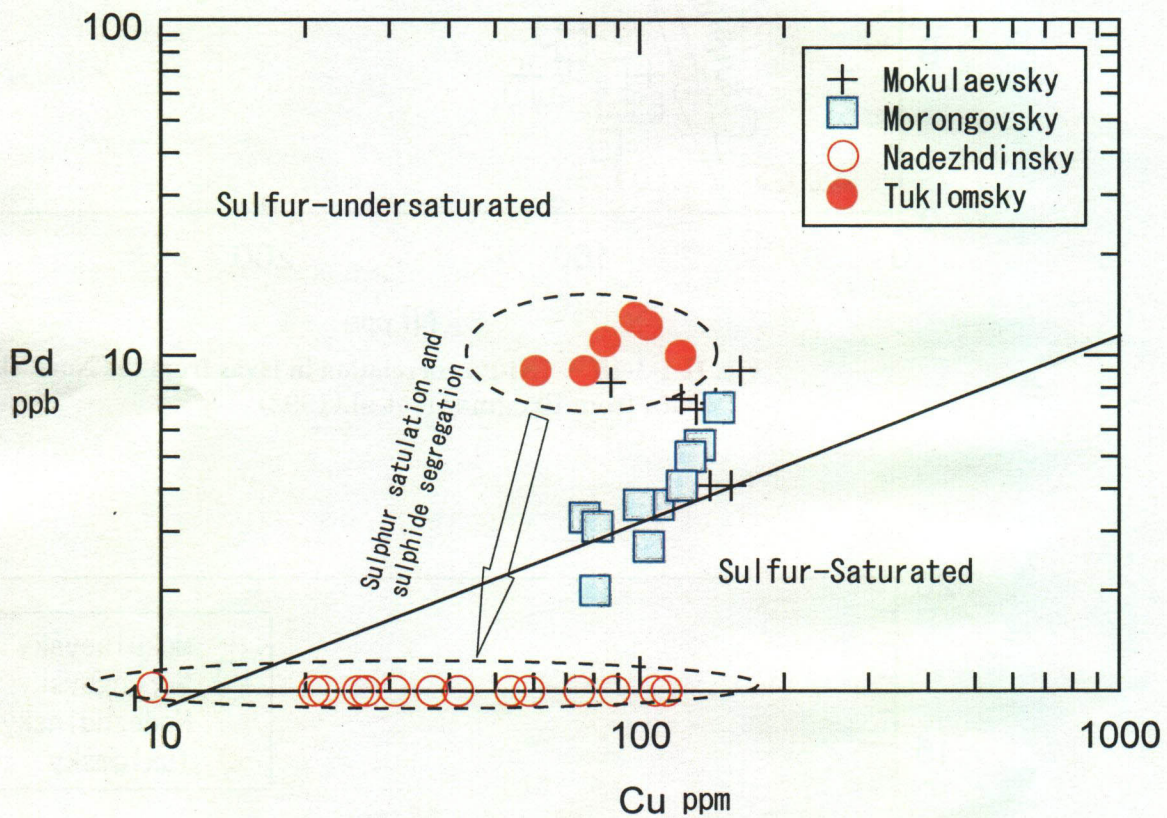 100
Mokulaevsky
Morongovsky
Nadezhdinsky
Tuklomsky
Sulfur-undersaturated
Pd
ppb
10
Sulphur satulation and
sulphide segregation
Sulfur-Saturated
10
100
1000
Cu ppm